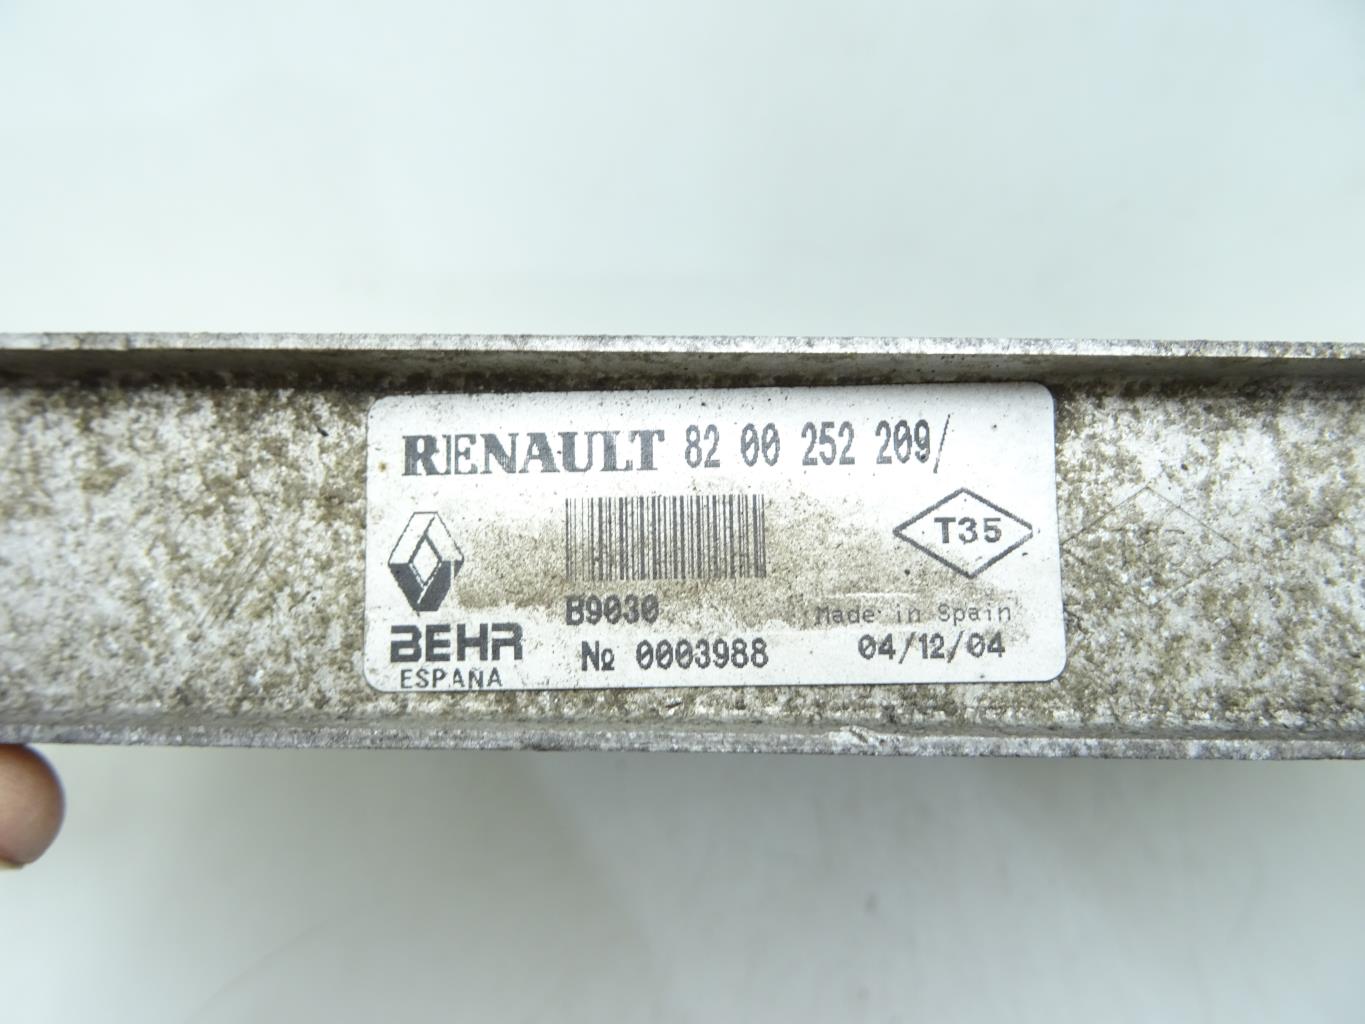 RENAULT 82 00 252 209/
T35
B9030
Made in Spain
BEHR
ESPAÑA
№ 0003988
04/12/04